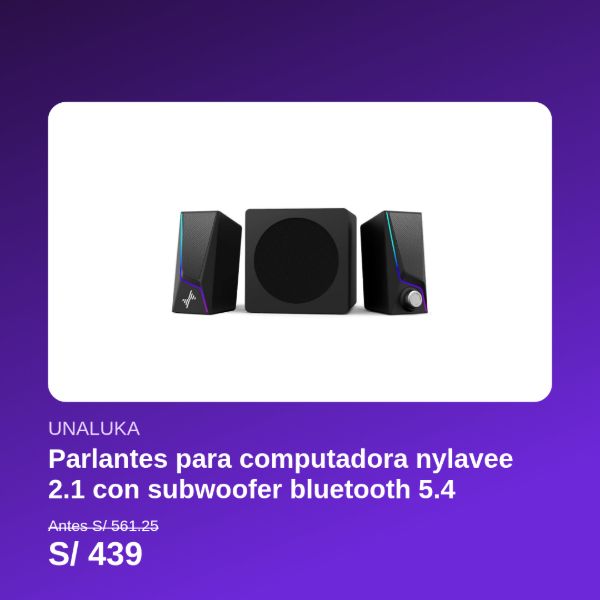 UNALUKA
Parlantes para computadora nylavee
2.1 con subwoofer bluetooth 5.4
Antes S/ 561.25
S/ 439